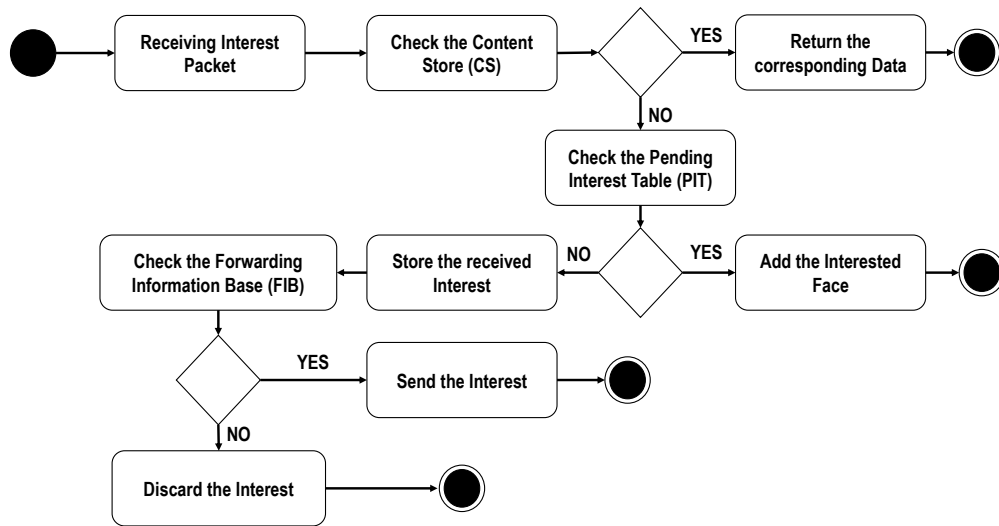 Receiving Interest
Packet
Check the Content
Store (CS)
YES
Return the
corresponding Data
NO
Check the Pending
Interest Table (PIT)
Check the Forwarding
Information Base (FIB)
Store the received
Interest
NO
YES
Add the Interested
Face
YES
Send the Interest
NO
Discard the Interest